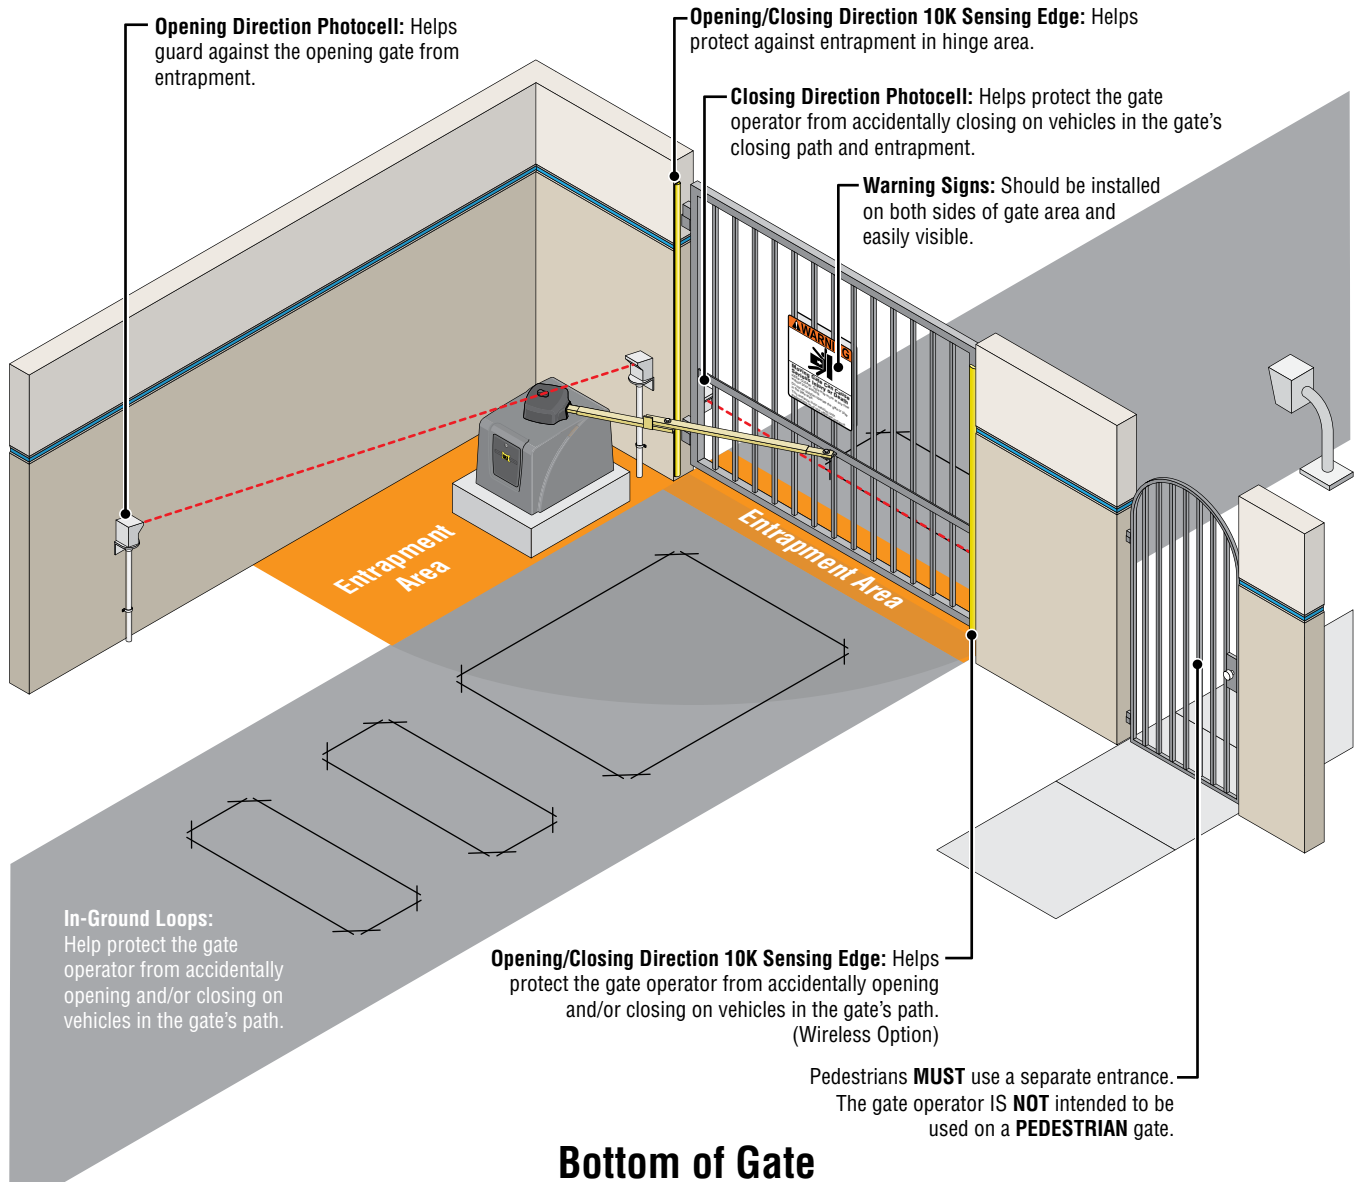 Opening Direction Photocell: Helps
guard against the opening gate from
entrapment.
Opening/Closing Direction 10K Sensing Edge: Helps
protect against entrapment in hinge area.
Closing Direction Photocell: Helps protect the gate
operator from accidentally closing on vehicles in the gate's
closing path and entrapment.
Warning Signs: Should be installed
on both sides of gate area and
easily visible.
WARNING
Entrapment
Area
Entrapment Area
In-Ground Loops:
Help protect the gate
operator from accidentally
opening and/or closing on
vehicles in the gate's path.
Opening/Closing Direction 10K Sensing Edge: Helps
protect the gate operator from accidentally opening
and/or closing on vehicles in the gate's path.
(Wireless Option)
Pedestrians MUST use a separate entrance.
The gate operator IS NOT intended to be
used on a PEDESTRIAN gate.
Bottom of Gate